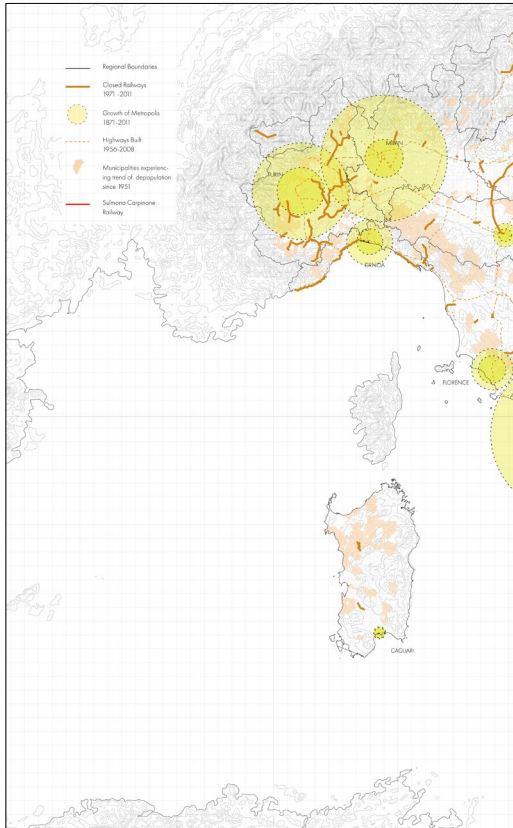 Regional Boundaries
Closed Railways
1971 -2011
Growth of Metropolis
1871-2011
Highways Built
1956-2008
Municipalities experienc-
ing trend of depopulation
since 1951
Sulmona Carpinone
Railway
MILAN
TURIN
GENOA
FLORENCE
CAGLIARI